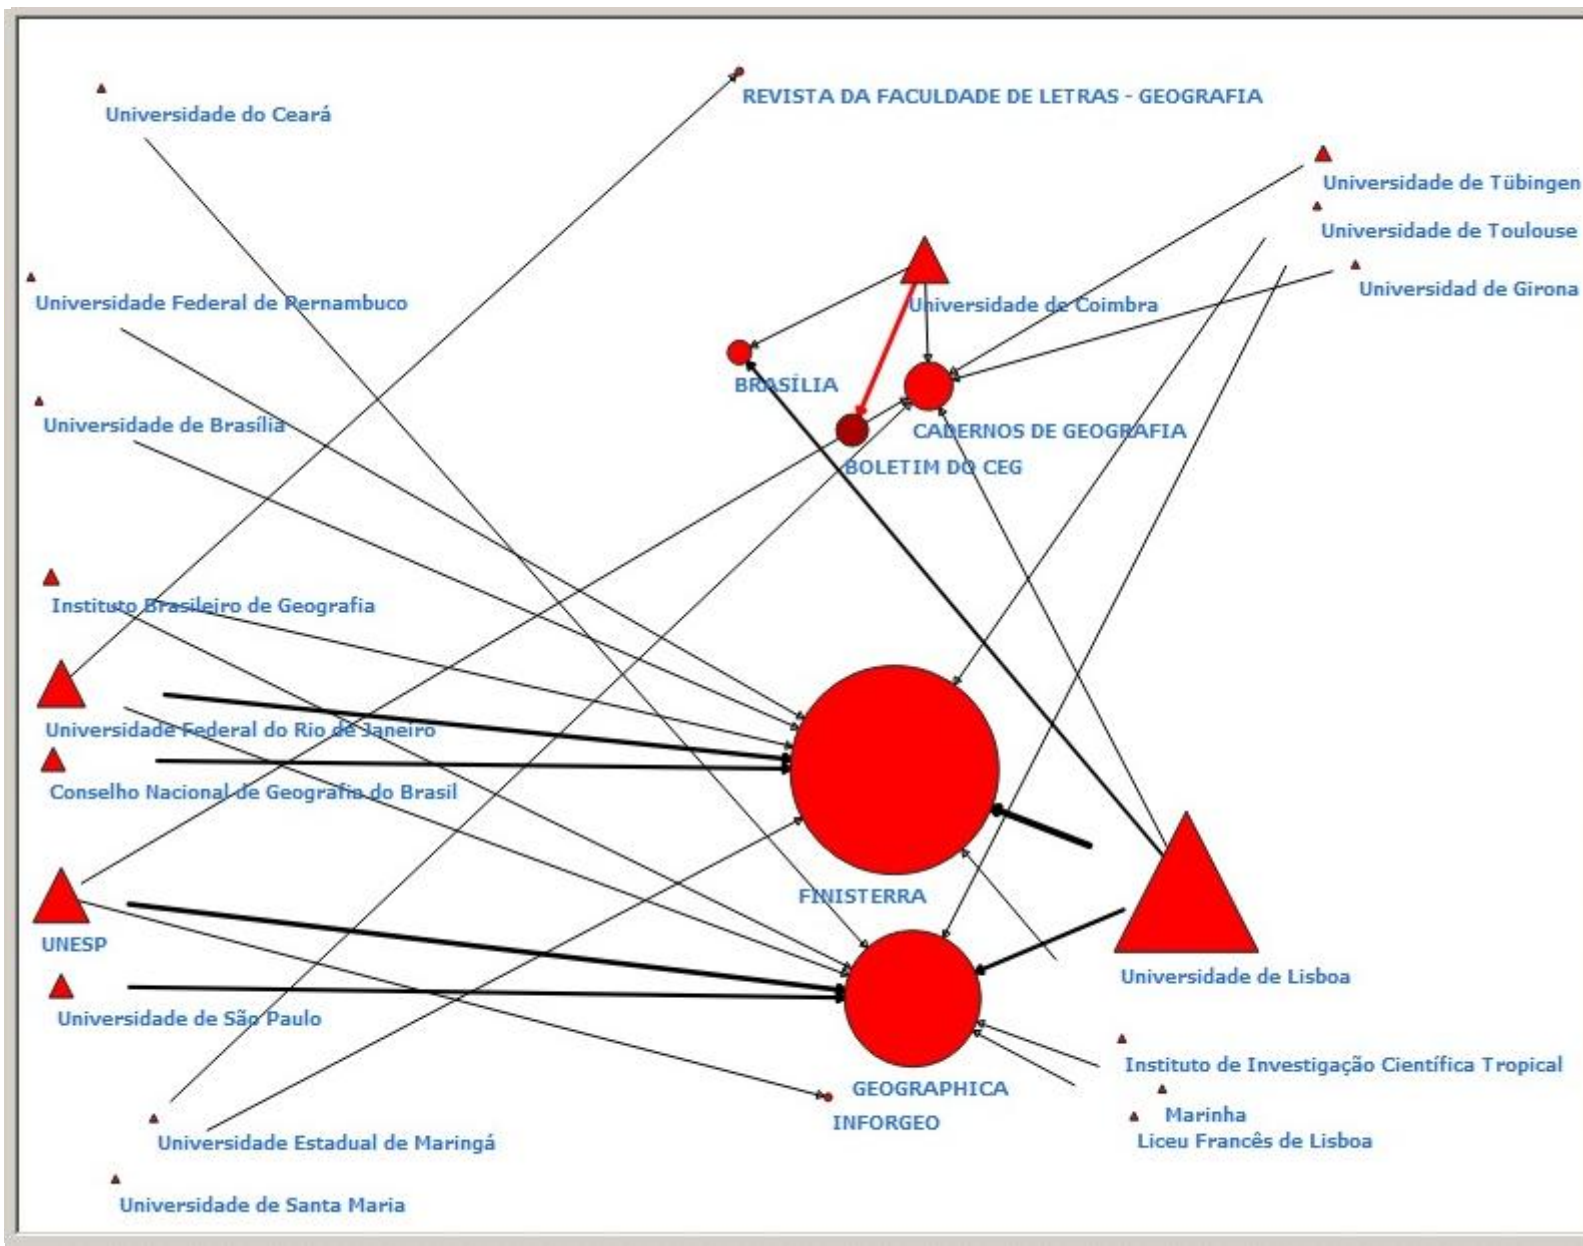 REVISTA DA FACULDADE DE LETRAS - GEOGRAFIA
Universidade do Ceará
Universidade de Tübingen
Universidade de Toulouse
Universidad de Girona
Universidade Federal de Pernambuco
Universidade de Coimbra
BRASÍLIA
Universidade de Brasília
CADERNOS DE GEOGRAFIA
BOLETIM DO CEG
Instituto Brasileiro de Geografia
Universidade Federal do Rio de Janeiro
Conselho Nacional de Geografia do Brasil
FINISTERRA
UNESP
Universidade de Lisboa
Universidade de São Paulo
Instituto de Investigação Científica Tropical
GEOGRAPHICA
Marinha
INFORGEO
Liceu Francês de Lisboa
Universidade Estadual de Maringá
Universidade de Santa Maria